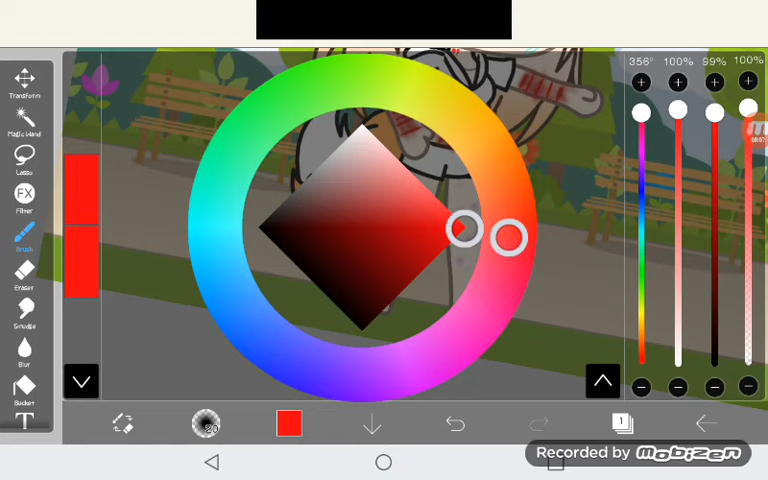 356° 100% 99% 100%
Transform
Magic Wand
Lasso
FX
Filter
Brush
Eraser
Smudge
Blur
Bucket
T
20
1
Recorded by mobizen